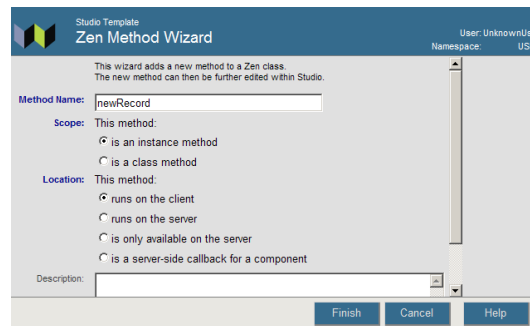 Studio Template
Zen Method Wizard
User: UnknownUs
Namespace: US
This wizard adds a new method to a Zen class.
The new method can then be further edited within Studio.
Method Name: newRecord
Scope: This method:
is an instance method
is a class method
Location: This method:
runs on the client
runs on the server
is only available on the server
is a server-side callback for a component
Description:
Finish Cancel Help